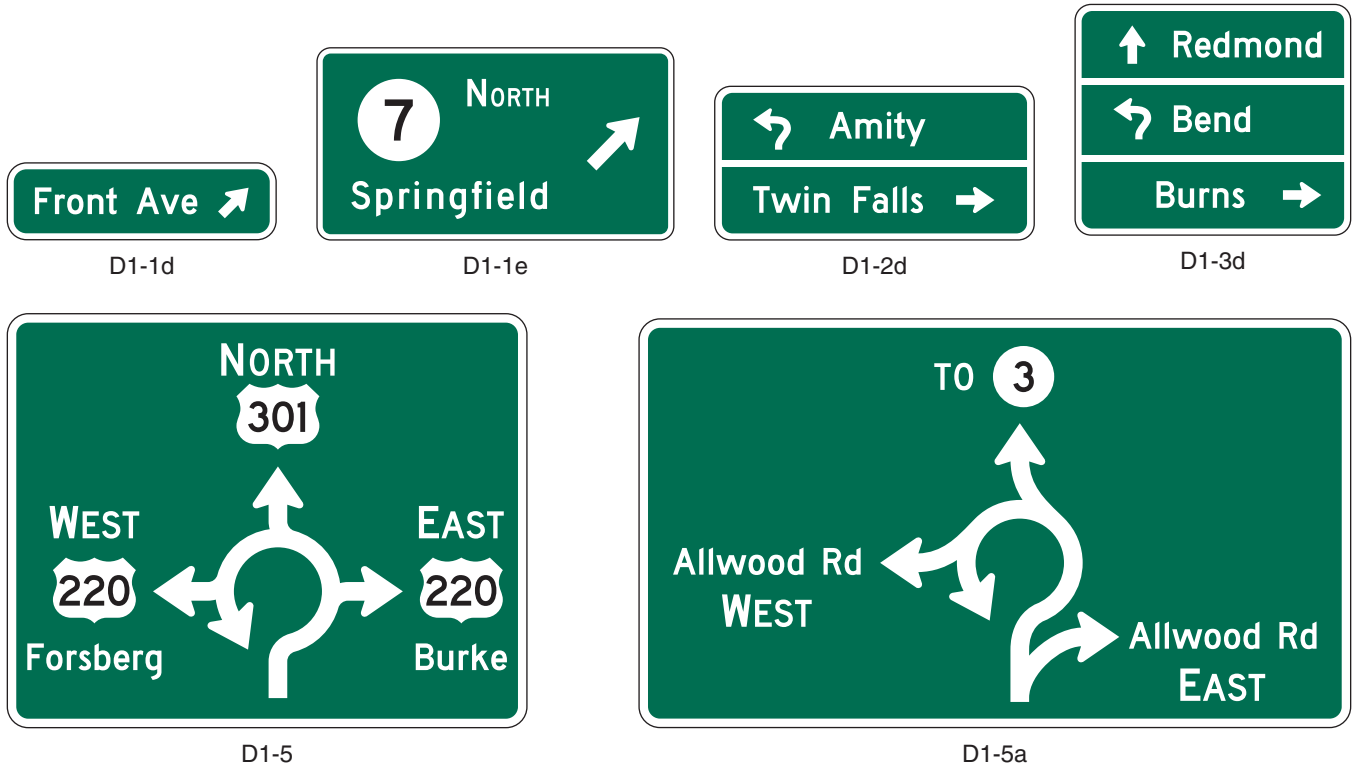 Front Ave
D1-1d
7 NORTH
Springfield
D1-1e
Amity
Twin Falls
D1-2d
Redmond
Bend
Burns
D1-3d
NORTH
301
WEST
220
Forsberg
EAST
220
Burke
D1-5
TO 3
Allwood Rd
WEST
Allwood Rd
EAST
D1-5a